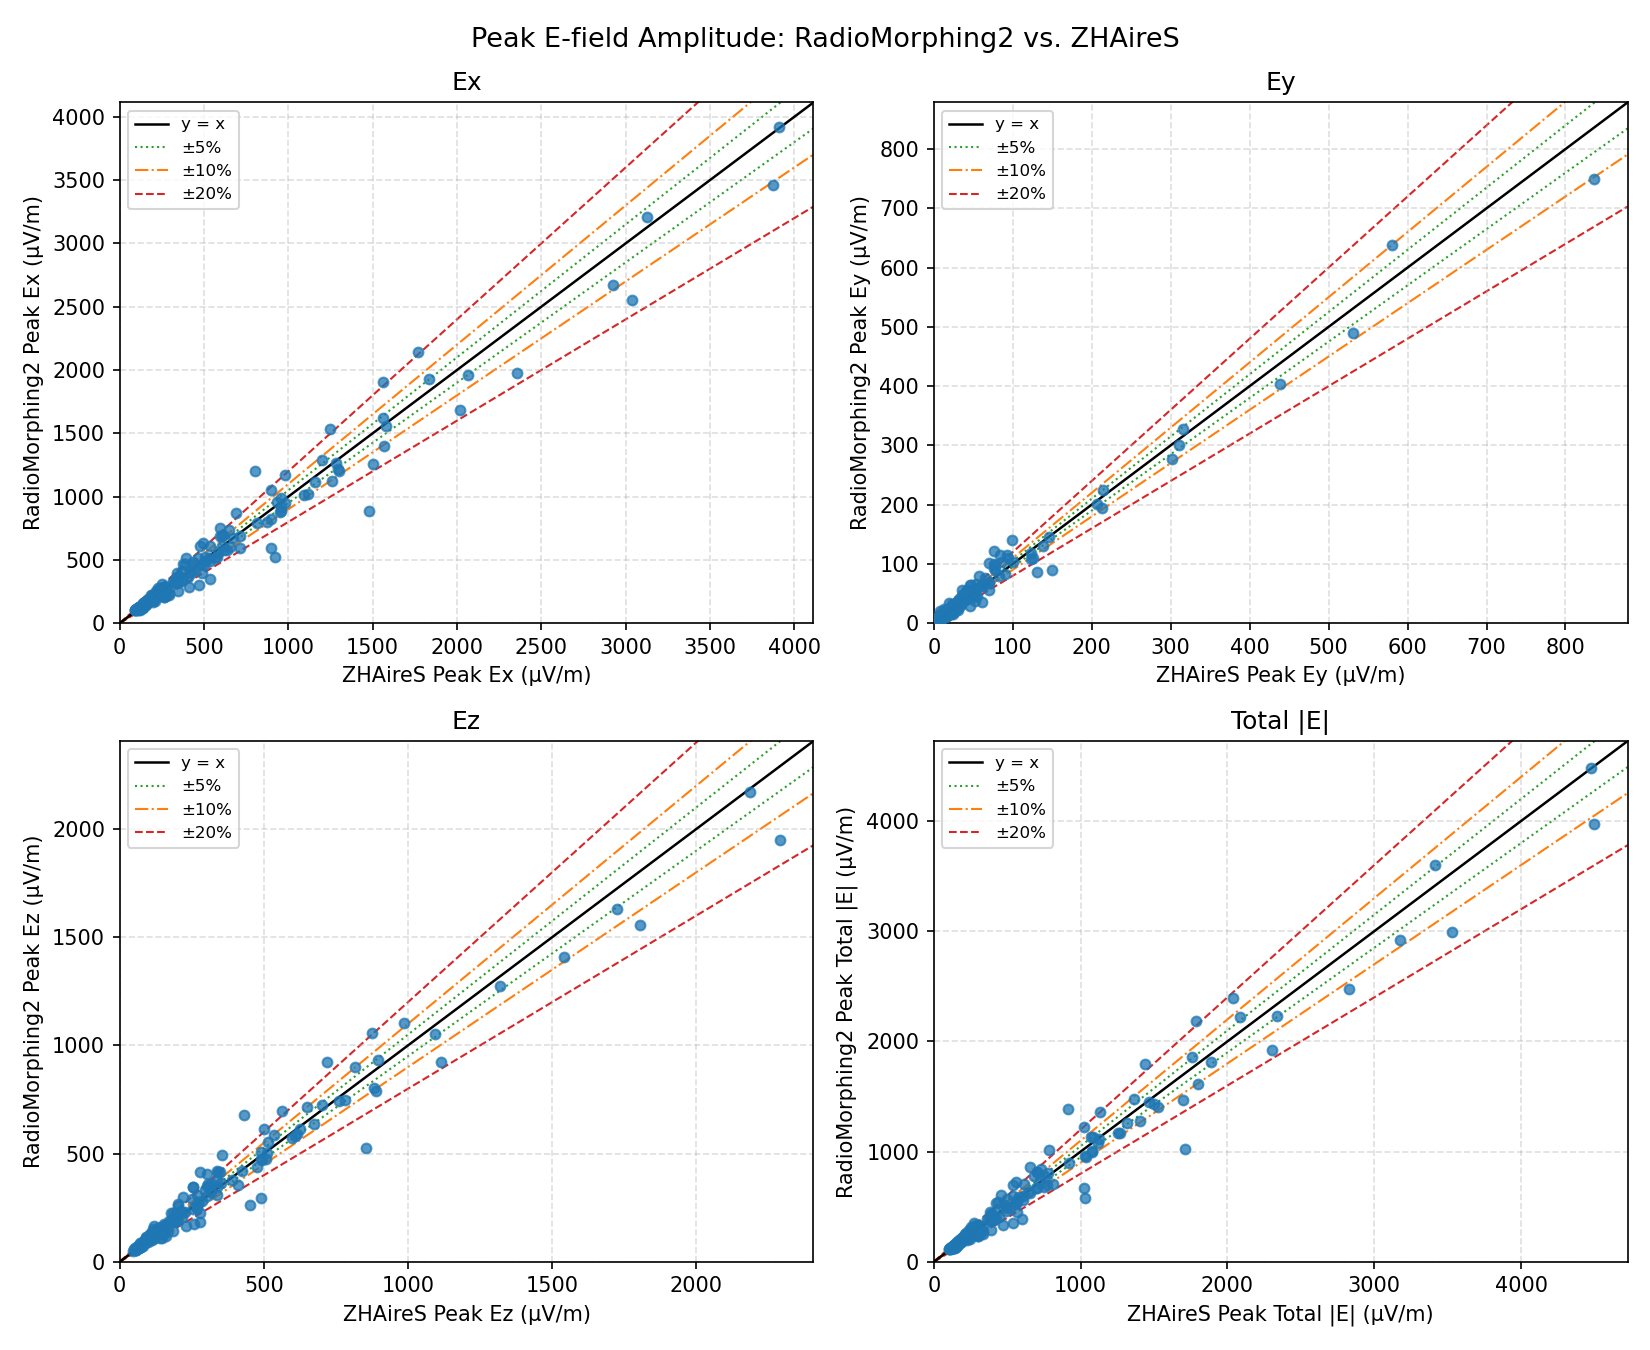 Peak E-field Amplitude: RadioMorphing2 vs. ZHAireS
Ex
RadioMorphing2 Peak Ex (μV/m)
4000
3500
3000
2500
2000
1500
1000
500
0
y = x
±5%
±10%
±20%
0 500 1000 1500 2000 2500 3000 3500 4000
ZHAireS Peak Ex (μV/m)
Ey
RadioMorphing2 Peak Ey (μV/m)
800
700
600
500
400
300
200
100
0
y = x
±5%
±10%
±20%
0 100 200 300 400 500 600 700 800
ZHAireS Peak Ey (μV/m)
Ez
RadioMorphing2 Peak Ez (μV/m)
2000
1500
1000
500
0
y = x
±5%
±10%
±20%
0 500 1000 1500 2000
ZHAireS Peak Ez (μV/m)
Total |E|
RadioMorphing2 Peak Total |E| (μV/m)
4000
3000
2000
1000
0
y = x
±5%
±10%
±20%
0 1000 2000 3000 4000
ZHAireS Peak Total |E| (μV/m)